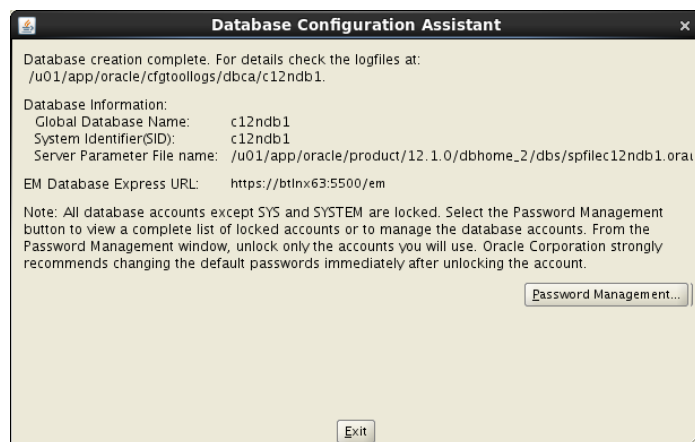 Database Configuration Assistant
Database creation complete. For details check the logfiles at:
/u01/app/oracle/cfgtoollogs/dbca/c12ndb1.
Database Information:
Global Database Name: c12ndb1
System Identifier(SID): c12ndb1
Server Parameter File name: /u01/app/oracle/product/12.1.0/dbhome_2/dbs/spfilec12ndb1.ora
EM Database Express URL: https://btlnx63:5500/em
Note: All database accounts except SYS and SYSTEM are locked. Select the Password Management
button to view a complete list of locked accounts or to manage the database accounts. From the
Password Management window, unlock only the accounts you will use. Oracle Corporation strongly
recommends changing the default passwords immediately after unlocking the account.
Password Management...
Exit